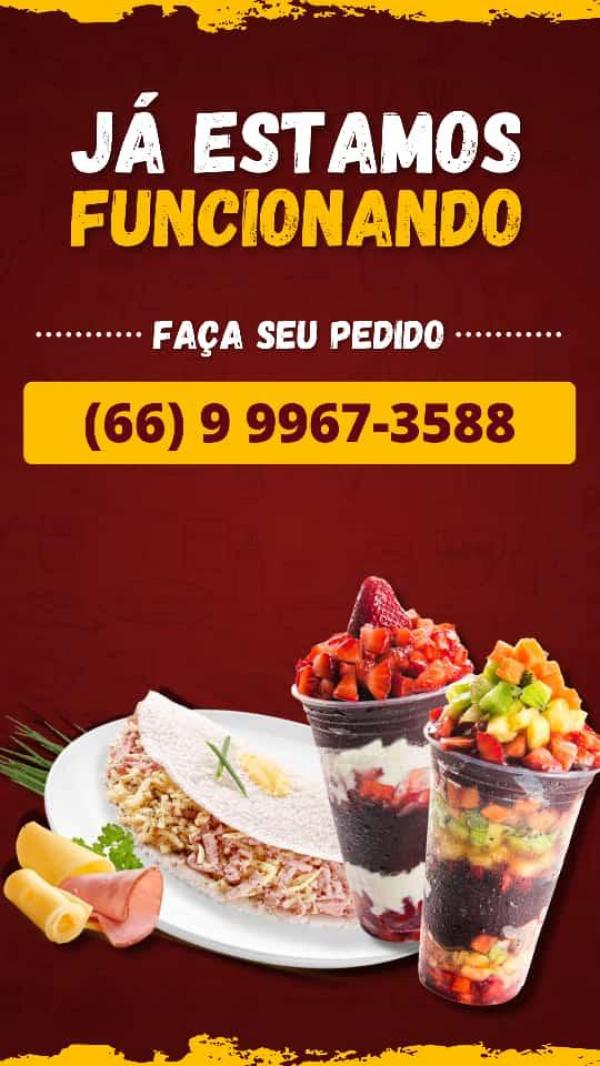 JÁ ESTAMOS
FUNCIONANDO
FAÇA SEU PEDIDO
(66) 9 9967-3588